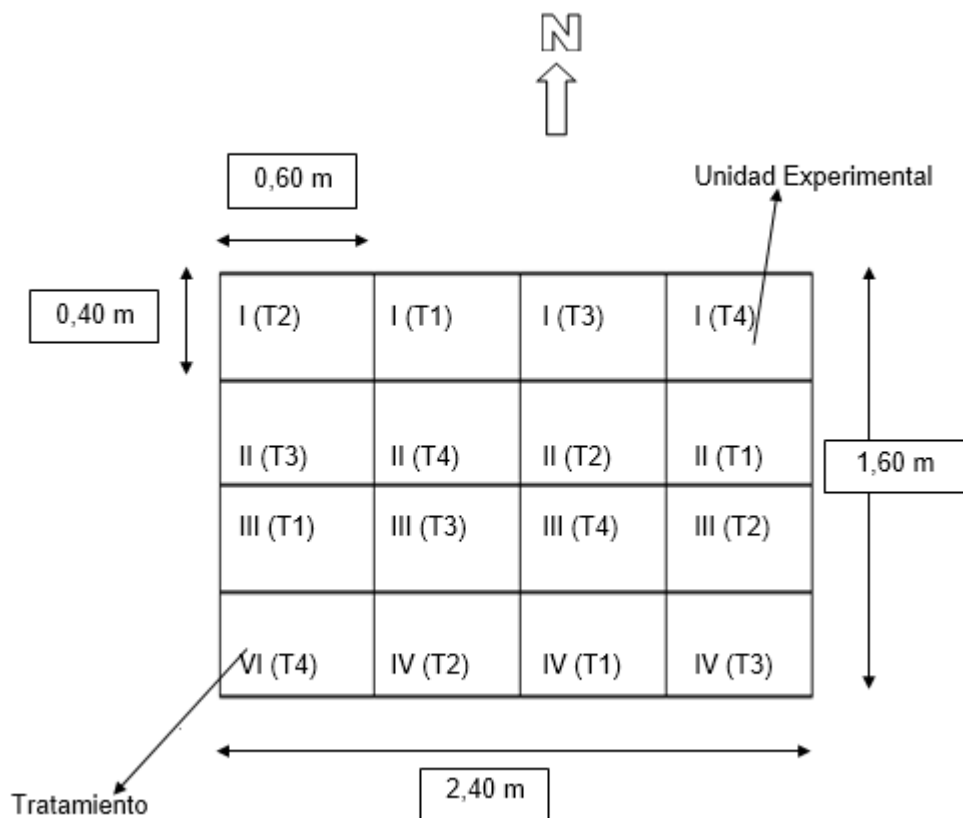 N
0,60 m
Unidad Experimental
0,40 m
I (T2) I (T1) I (T3) I (T4)
II (T3) II (T4) II (T2) II (T1)
1,60 m
III (T1) III (T3) III (T4) III (T2)
VI (T4) IV (T2) IV (T1) IV (T3)
2,40 m
Tratamiento